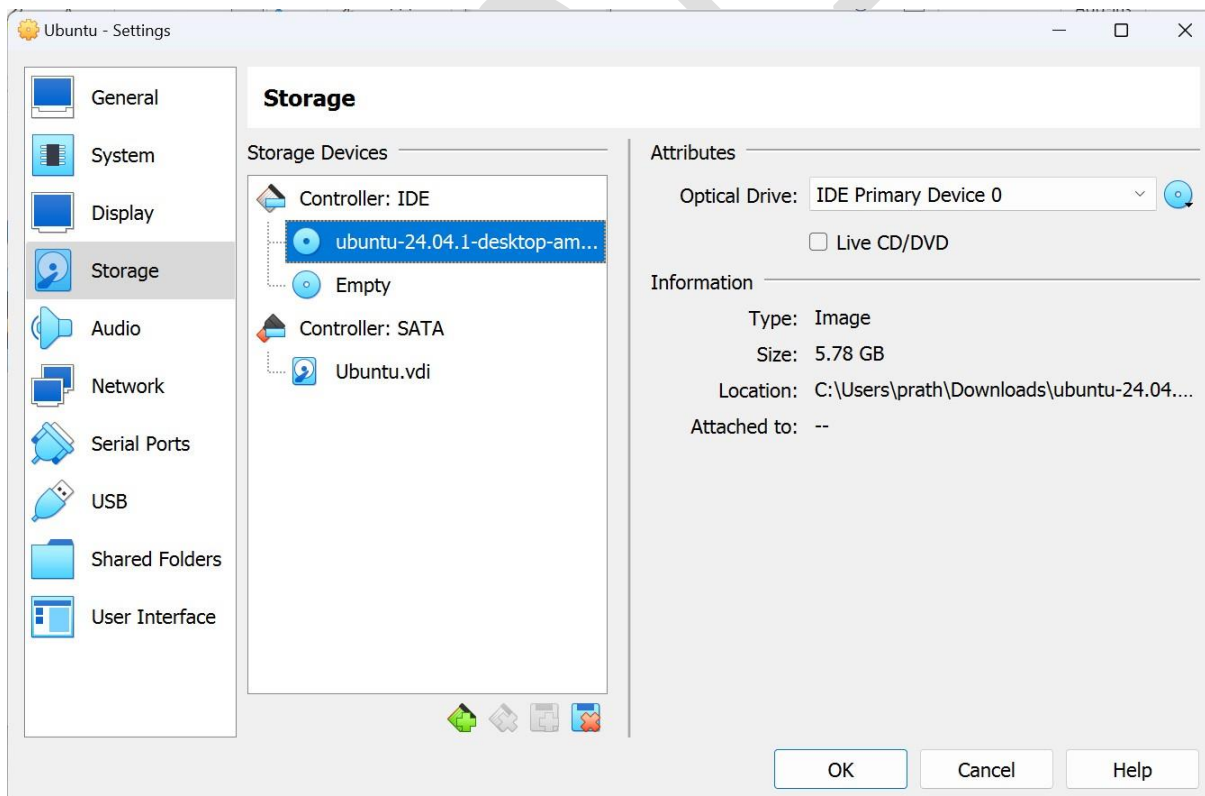 Ubuntu - Settings
General
System
Display
Storage
Audio
Network
Serial Ports
USB
Shared Folders
User Interface
Storage
Storage Devices
Controller: IDE
ubuntu-24.04.1-desktop-am...
Empty
Controller: SATA
Ubuntu.vdi
Attributes
Optical Drive: IDE Primary Device 0
Live CD/DVD
Information
Type: Image
Size: 5.78 GB
Location: C:\Users\prath\Downloads\ubuntu-24.04....
Attached to: --
OK
Cancel
Help